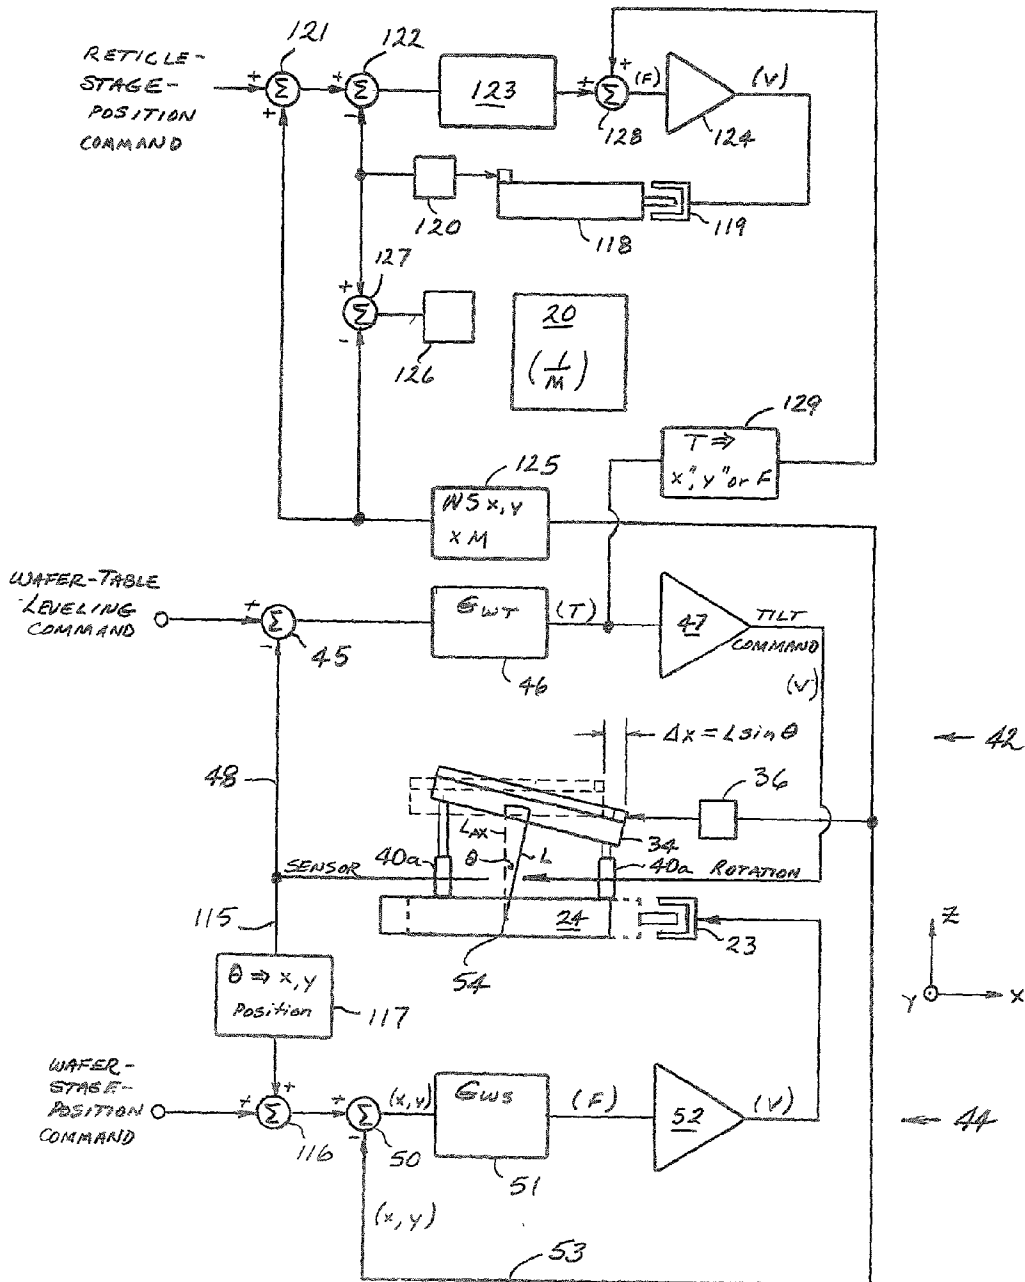 121
122
RETICLE-
STAGE-
POSITION
COMMAND
+
Σ
+
+
Σ
-
123
+
+
Σ
(F)
128
124
(V)
120
118
119
127
+
Σ
-
126
20
(1/M)
129
T ⇒
x", y" or F
125
WS x, y
x M
WAFER-TABLE
LEVELING
COMMAND
+
Σ
-
45
GWT
46
(T)
47
TILT
COMMAND
(V)
Δx = L sin θ
42
48
36
LAX
θ
L
34
40a
40a
SENSOR
ROTATION
115
24
23
54
Z
Y
X
θ ⇒ x, y
Position
117
WAFER-
STAGE-
POSITION
COMMAND
+
+
Σ
116
+
Σ
-
50
(x, y)
GWS
51
(F)
52
(V)
44
(x, y)
53